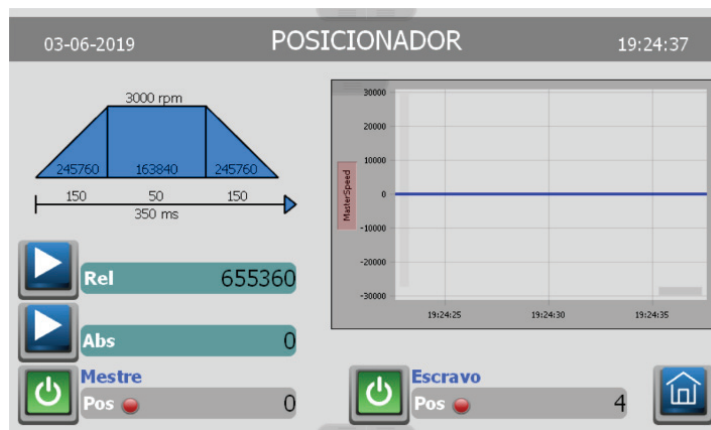 03-06-2019 POSICIONADOR 19:24:37
3000 rpm
245760 163840 245760
150 50 150
350 ms
30000
20000
10000
0
-10000
-20000
-30000
MasterSpeed
19:24:25 19:24:30 19:24:35
Rel 655360
Abs 0
Mestre
Pos 0
Escravo
Pos 4